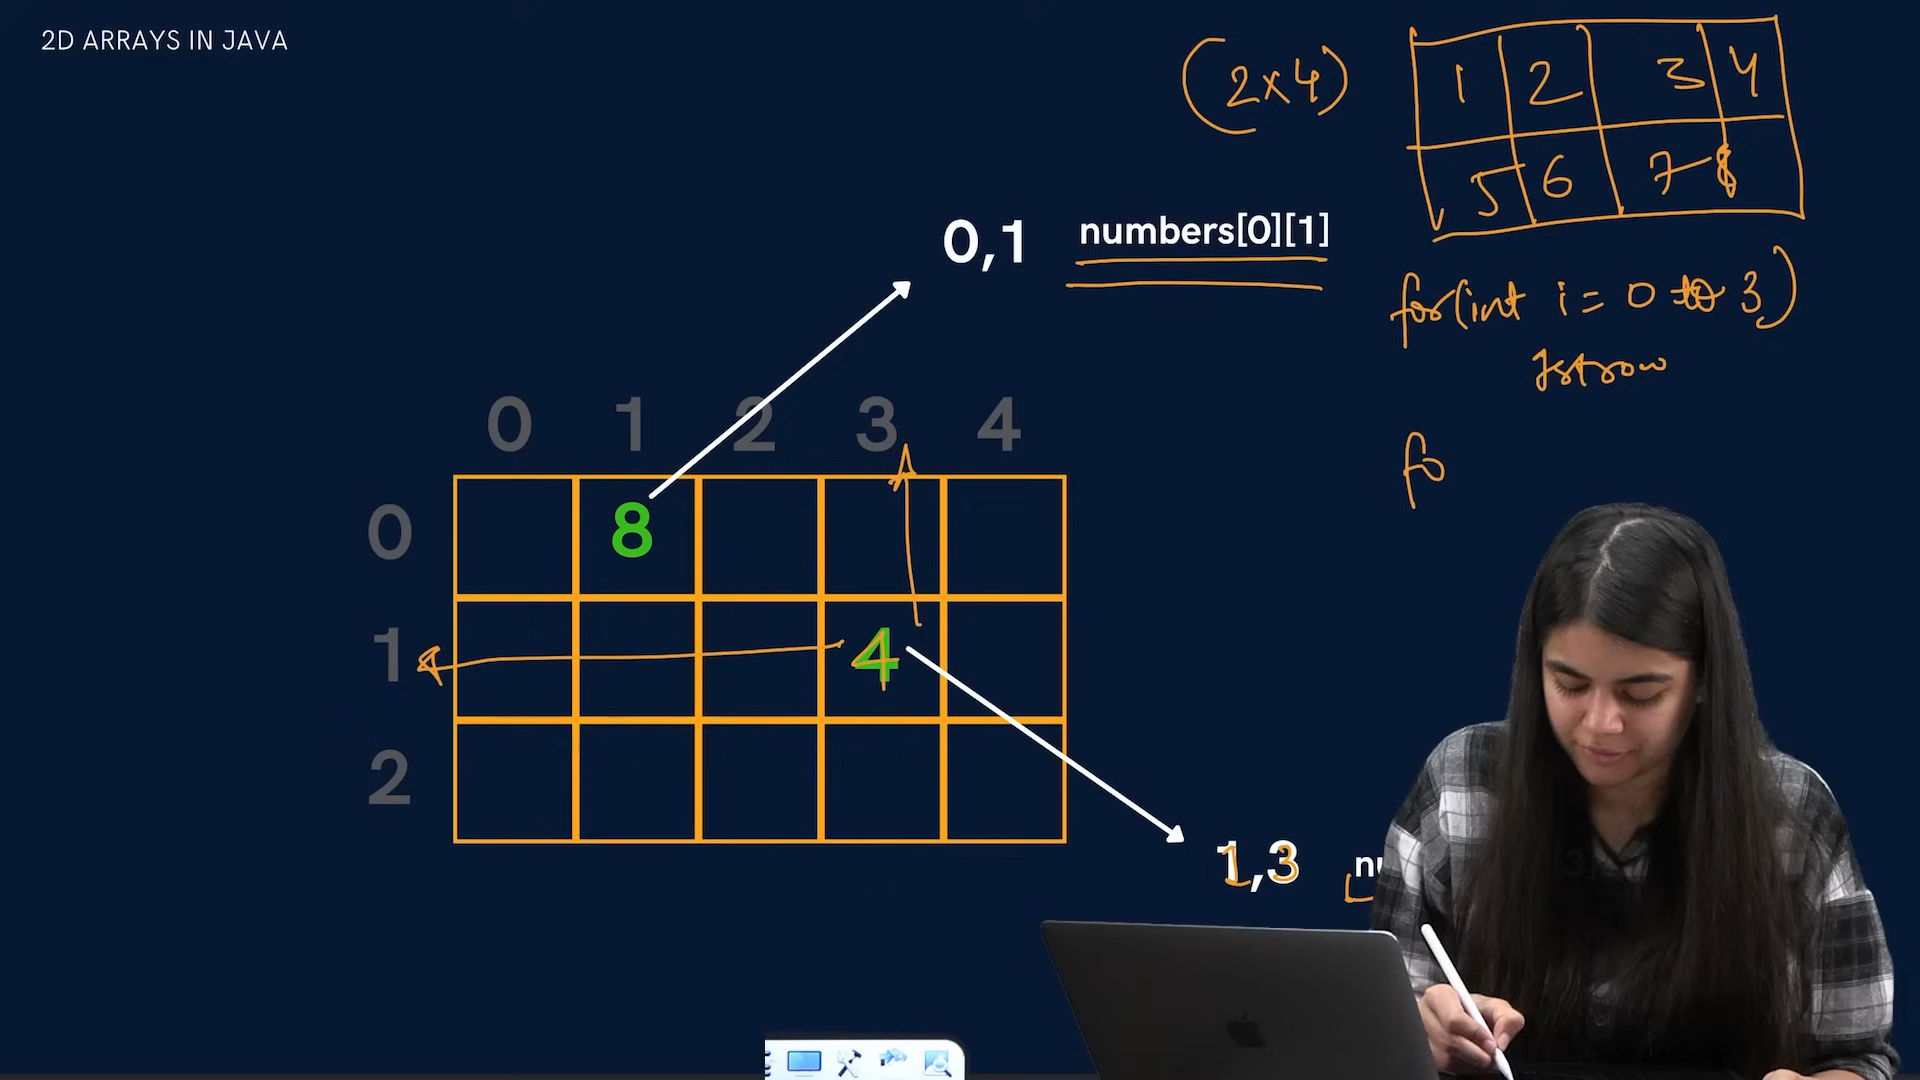 2D ARRAYS IN JAVA
(2x4)
1 2 3 4
5 6 7 8
0,1 numbers[0][1]
for(int i = 0 to 3)
1st row
fo
0 1 2 3 4
0 8
1 4
2
1,3